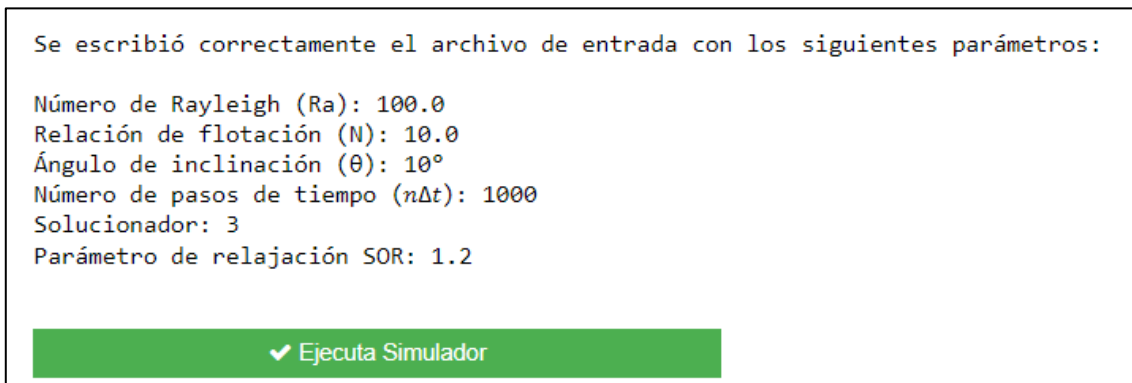 Se escribió correctamente el archivo de entrada con los siguientes parámetros:
Número de Rayleigh (Ra): 100.0
Relación de flotación (N): 10.0
Ángulo de inclinación (θ): 10°
Número de pasos de tiempo (𝑛Δ𝑡): 1000
Solucionador: 3
Parámetro de relajación SOR: 1.2
✔ Ejecuta Simulador